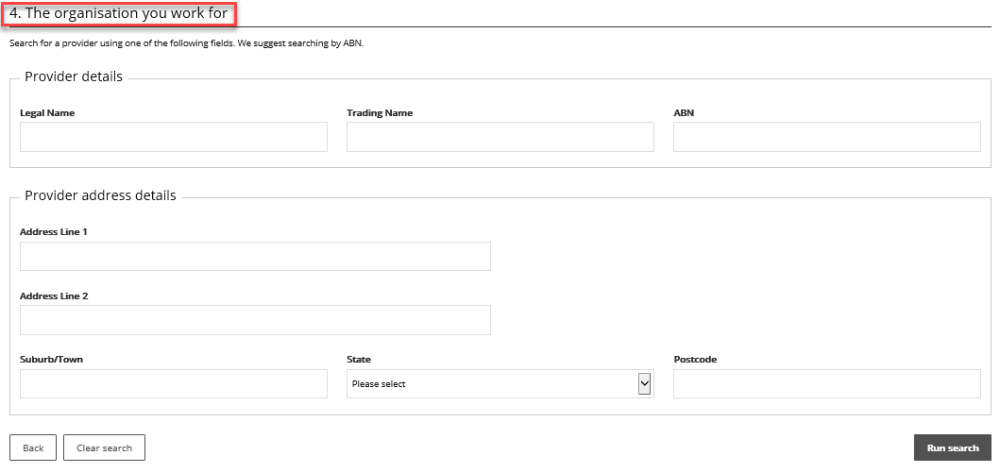 4. The organisation you work for
Search for a provider using one of the following fields. We suggest searching by ABN.
Provider details
Legal Name Trading Name ABN
Provider address details
Address Line 1
Address Line 2
Suburb/Town State Postcode
Please select
Back Clear search Run search